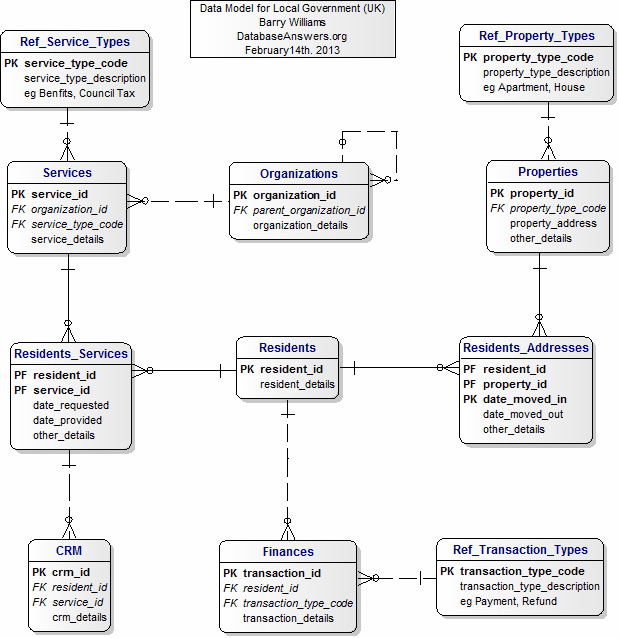 Data Model for Local Government (UK)
Barry Williams
DatabaseAnswers.org
February14th. 2013
Ref_Service_Types
PK service_type_code
service_type_description
eg Benfits, Council Tax
Ref_Property_Types
PK property_type_code
property_type_description
eg Apartment, House
Services
PK service_id
FK organization_id
FK service_type_code
service_details
Organizations
PK organization_id
FK parent_organization_id
organization_details
Properties
PK property_id
FK property_type_code
property_address
other_details
Residents_Services
PF resident_id
PF service_id
date_requested
date_provided
other_details
Residents
PK resident_id
resident_details
Residents_Addresses
PF resident_id
PF property_id
PK date_moved_in
date_moved_out
other_details
CRM
PK crm_id
FK resident_id
FK service_id
crm_details
Finances
PK transaction_id
FK resident_id
FK transaction_type_code
transaction_details
Ref_Transaction_Types
PK transaction_type_code
transaction_type_description
eg Payment, Refund